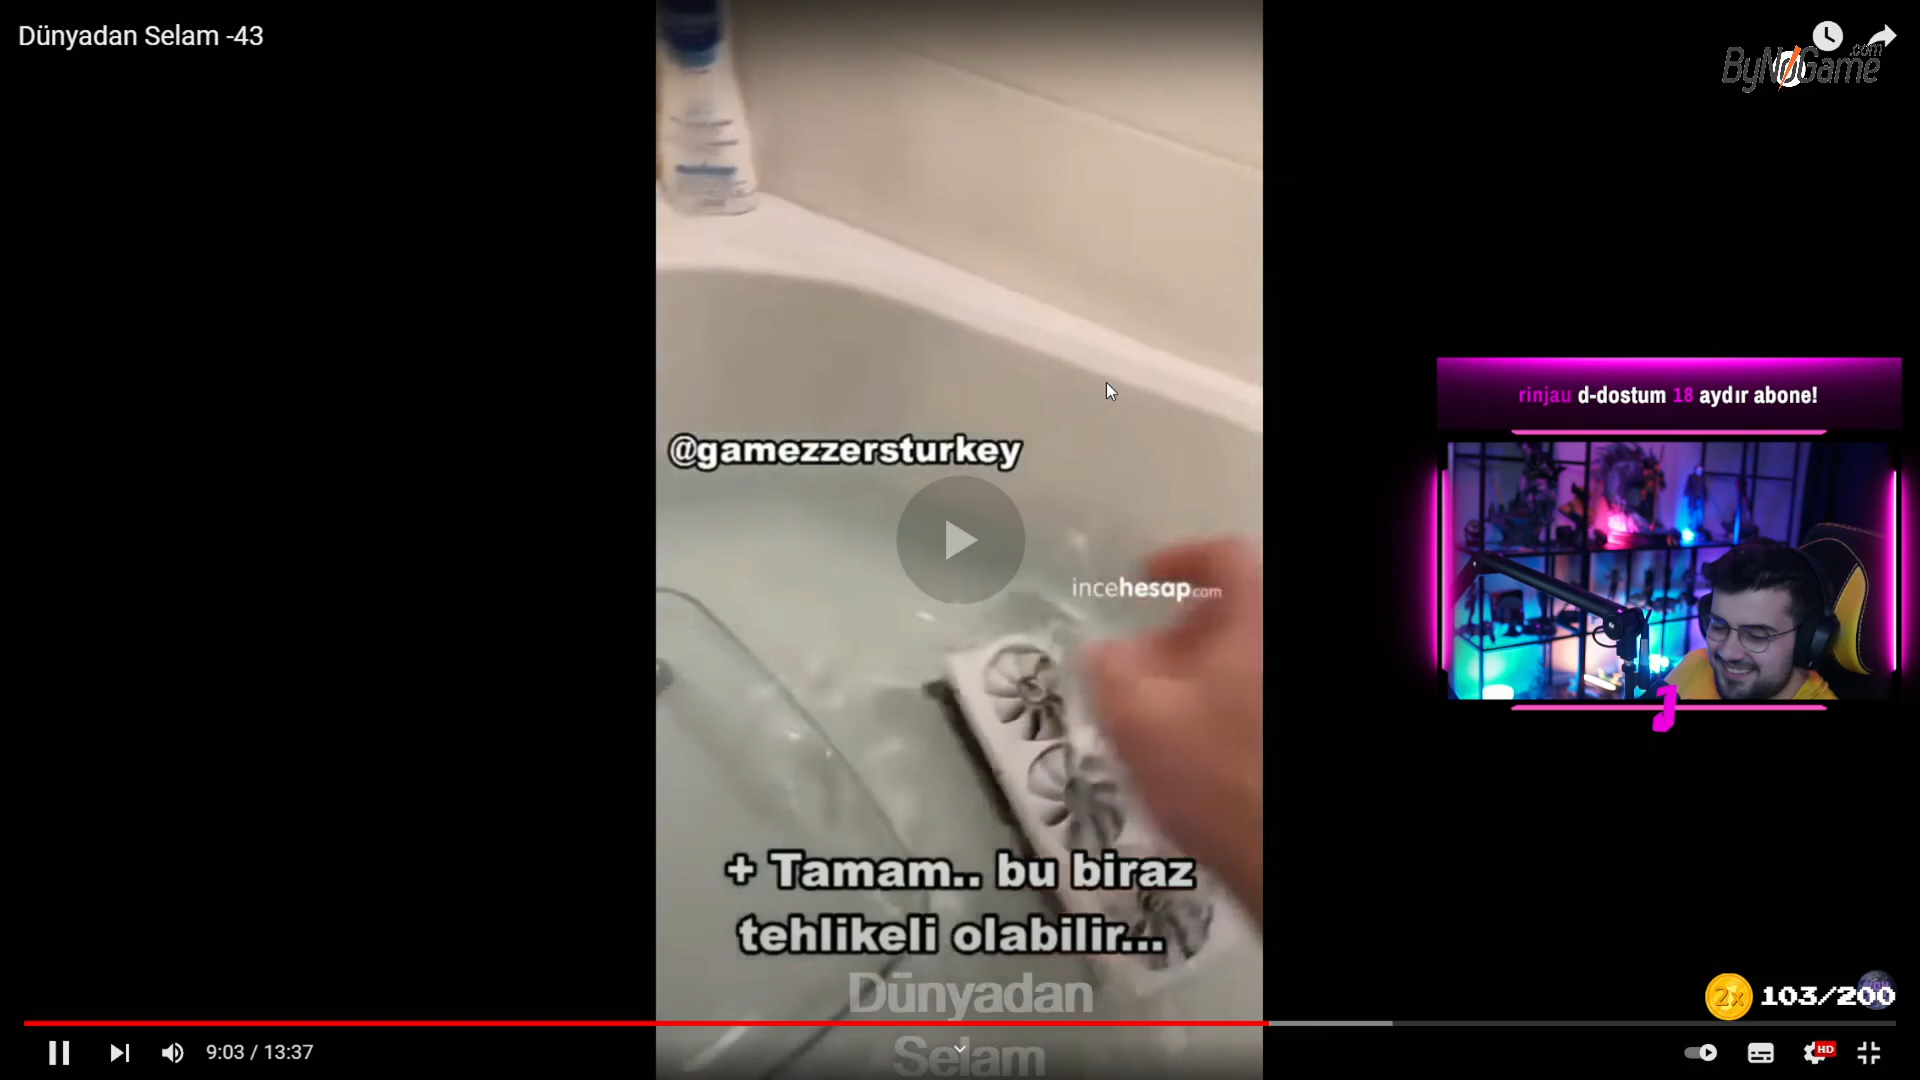 Dünyadan Selam -43
ByNoGame.com
rinjau d-dostum 18 aydır abone!
@gamezzersturkey
incehesap.com
+ Tamam.. bu biraz
tehlikeli olabilir...
Dünyadan
Selam
2x 103/200
9:03 / 13:37
HD